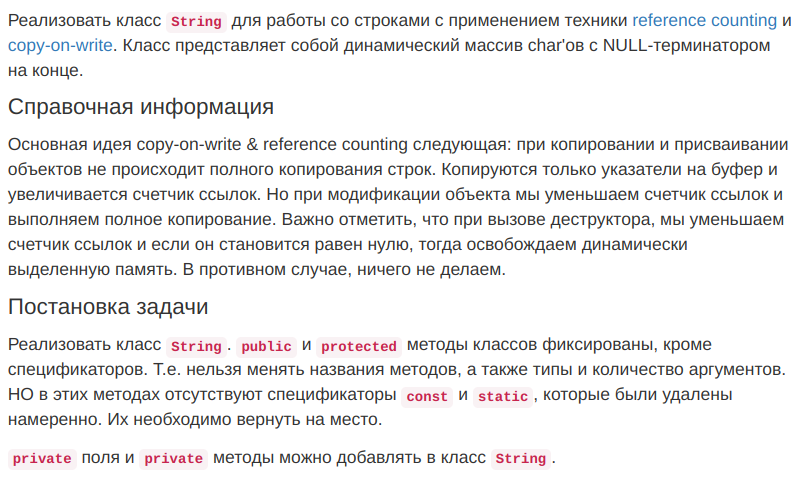 Реализовать класс String для работы со строками с применением техники reference counting и
copy-on-write. Класс представляет собой динамический массив char'ов с NULL-терминатором
на конце.
Справочная информация
Основная идея copy-on-write & reference counting следующая: при копировании и присваивании
объектов не происходит полного копирования строк. Копируются только указатели на буфер и
увеличивается счетчик ссылок. Но при модификации объекта мы уменьшаем счетчик ссылок и
выполняем полное копирование. Важно отметить, что при вызове деструктора, мы уменьшаем
счетчик ссылок и если он становится равен нулю, тогда освобождаем динамически
выделенную память. В противном случае, ничего не делаем.
Постановка задачи
Реализовать класс String. public и protected методы классов фиксированы, кроме
спецификаторов. Т.е. нельзя менять названия методов, а также типы и количество аргументов.
НО в этих методах отсутствуют спецификаторы const и static, которые были удалены
намеренно. Их необходимо вернуть на место.
private поля и private методы можно добавлять в класс String.